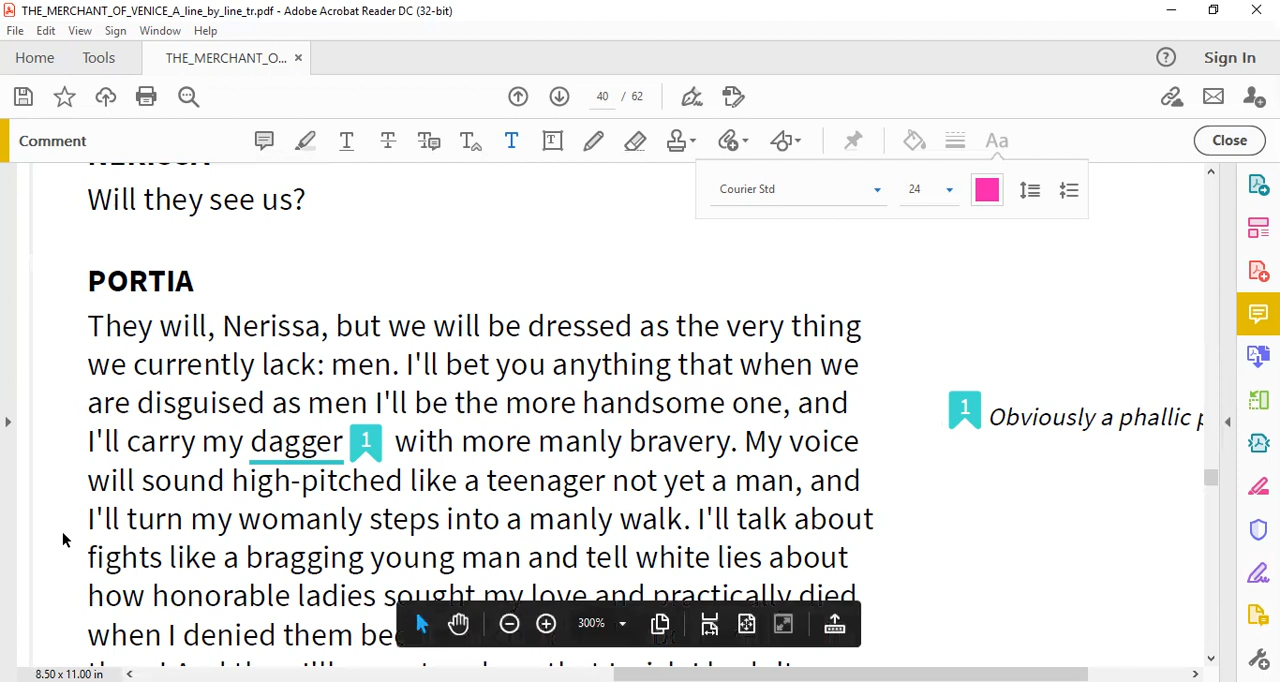 THE_MERCHANT_OF_VENICE_A_line_by_line_tr.pdf - Adobe Acrobat Reader DC (32-bit)
File Edit View Sign Window Help
Home Tools THE_MERCHANT_O... × ? Sign In
40 / 62
Comment Close
NERISSA
Courier Std 24
Will they see us?
PORTIA
They will, Nerissa, but we will be dressed as the very thing
we currently lack: men. I'll bet you anything that when we
are disguised as men I'll be the more handsome one, and
1 Obviously a phallic p
I'll carry my dagger 1 with more manly bravery. My voice
will sound high-pitched like a teenager not yet a man, and
I'll turn my womanly steps into a manly walk. I'll talk about
fights like a bragging young man and tell white lies about
how honorable ladies sought my love and practically died
when I denied them
300%
8.50 x 11.00 in